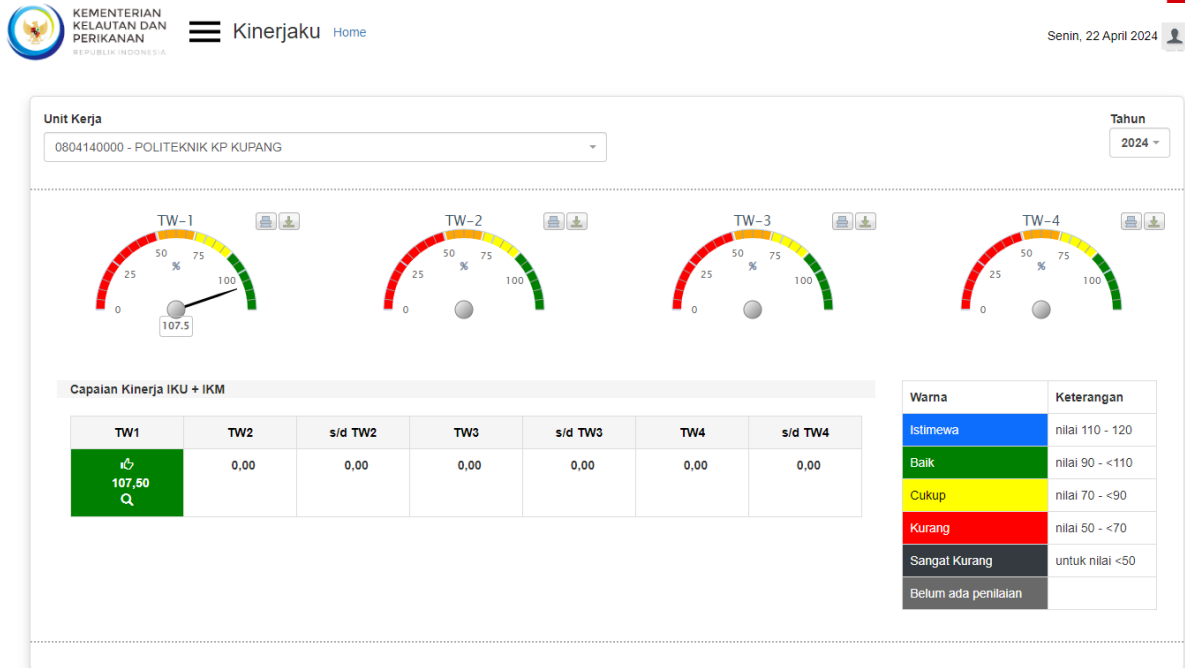 KEMENTERIAN
KELAUTAN DAN
PERIKANAN
REPUBLIK INDONESIA
Kinerjaku Home
Senin, 22 April 2024
Unit Kerja
Tahun
0804140000 - POLITEKNIK KP KUPANG
2024
TW-1
0 25 50 75 100
%
107.5
TW-2
0 25 50 75 100
%
TW-3
0 25 50 75 100
%
TW-4
0 25 50 75 100
%
Capaian Kinerja IKU + IKM
TW1 TW2 s/d TW2 TW3 s/d TW3 TW4 s/d TW4
107,50 0,00 0,00 0,00 0,00 0,00 0,00
Warna Keterangan
Istimewa nilai 110 - 120
Baik nilai 90 - <110
Cukup nilai 70 - <90
Kurang nilai 50 - <70
Sangat Kurang untuk nilai <50
Belum ada penilaian